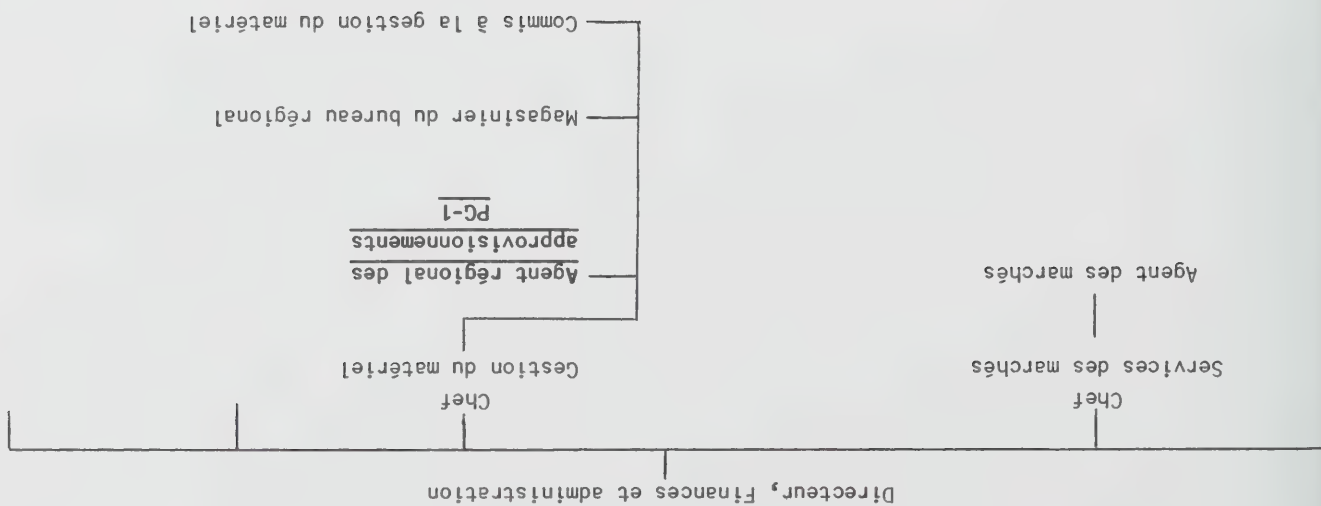 Directeur, Finances et administration
Chef
Services des marchés
Agent des marchés
Chef
Gestion du matériel
Agent régional des
approvisionnements
PG-1
Magasinier du bureau régional
Commis à la gestion du matériel